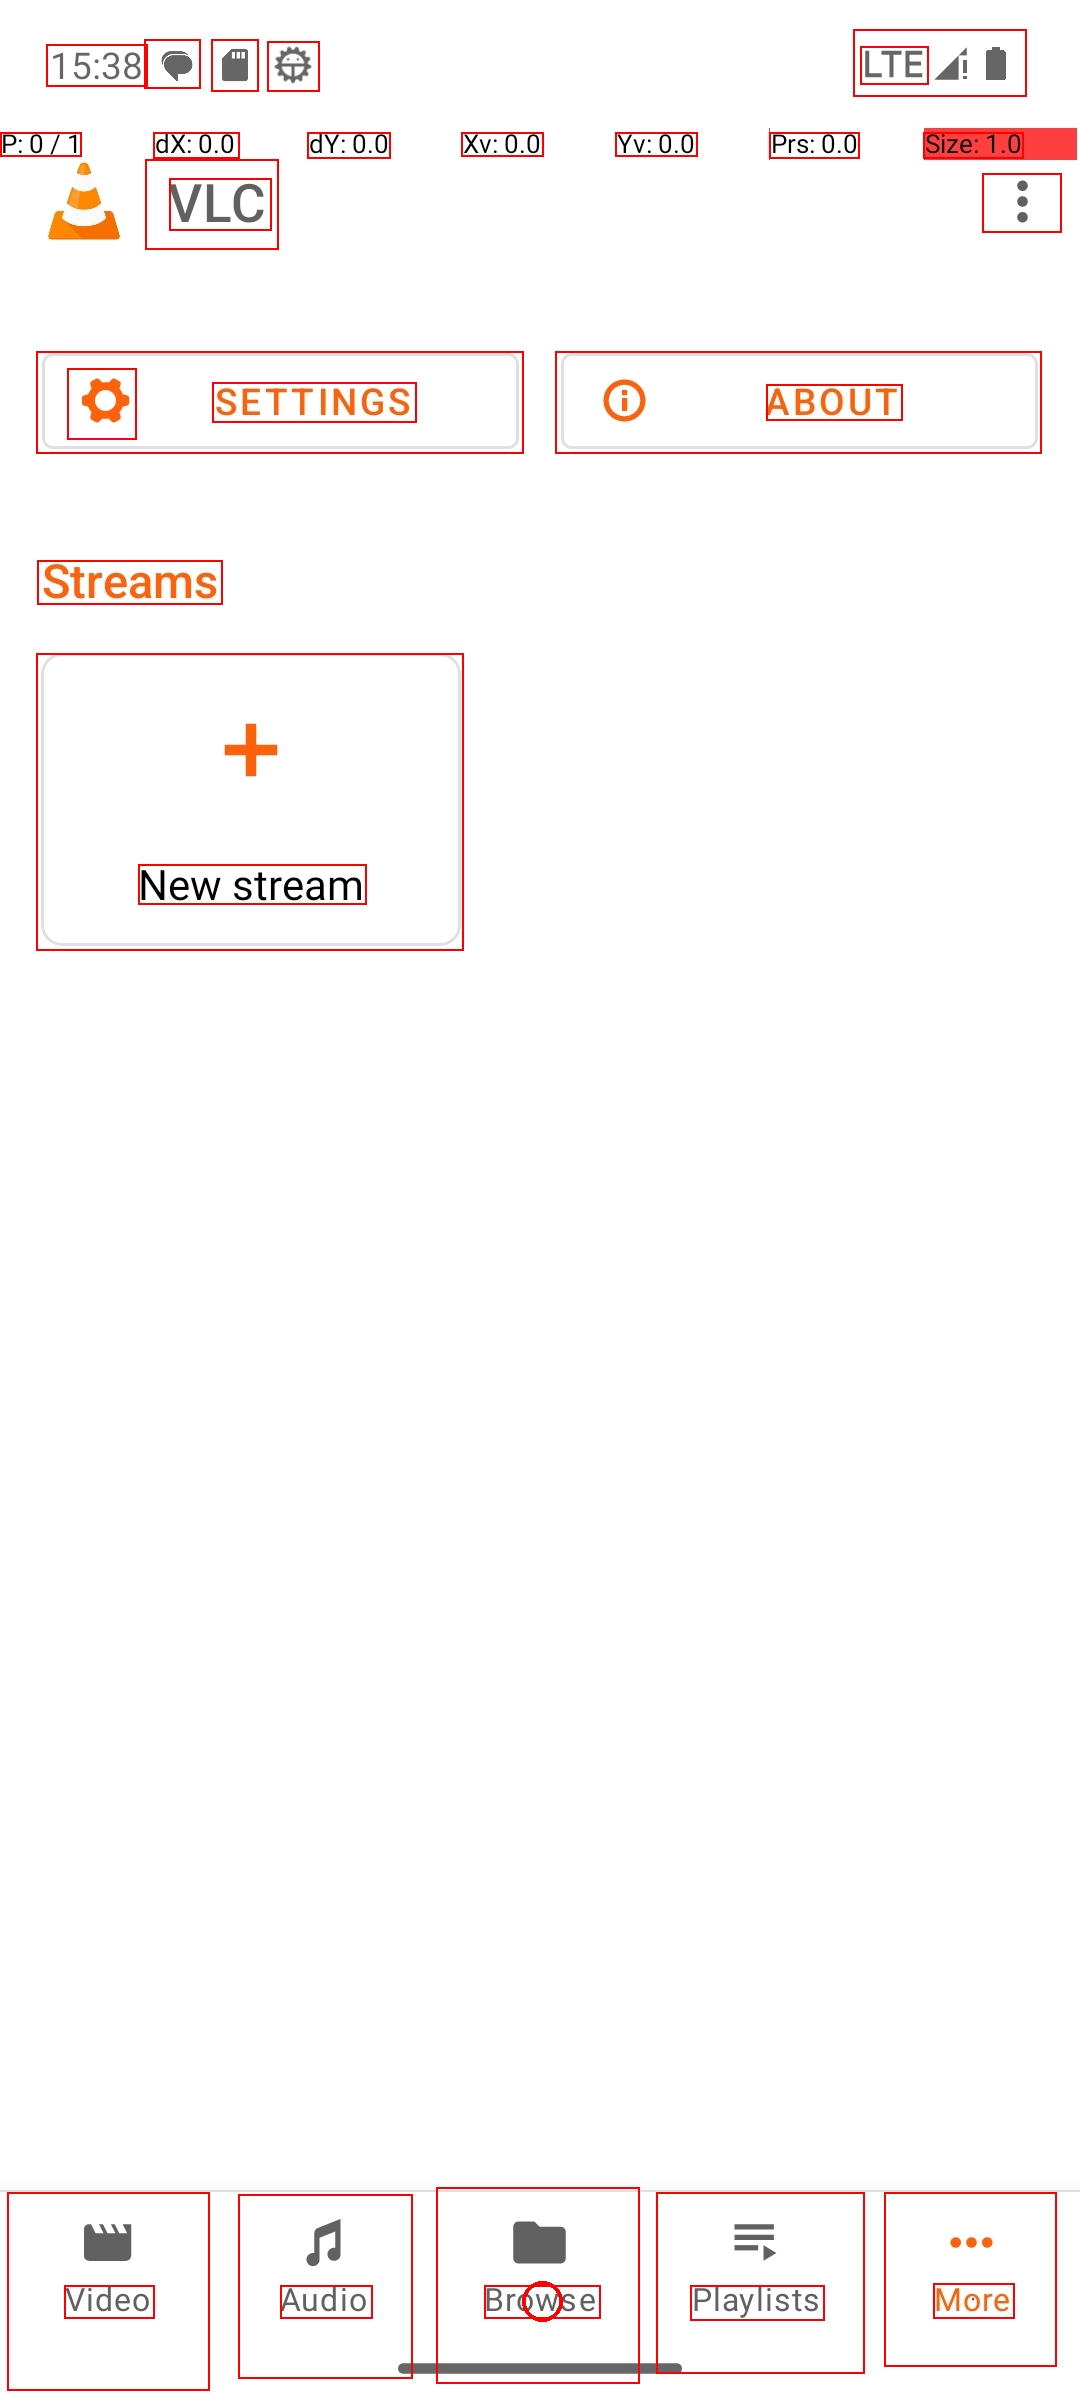 15:38 LTE
P: 0 / 1 dX: 0.0 dY: 0.0 Xv: 0.0 Yv: 0.0 Prs: 0.0 Size: 1.0
VLC
SETTINGS ABOUT
Streams
New stream
Video Audio Browse Playlists More